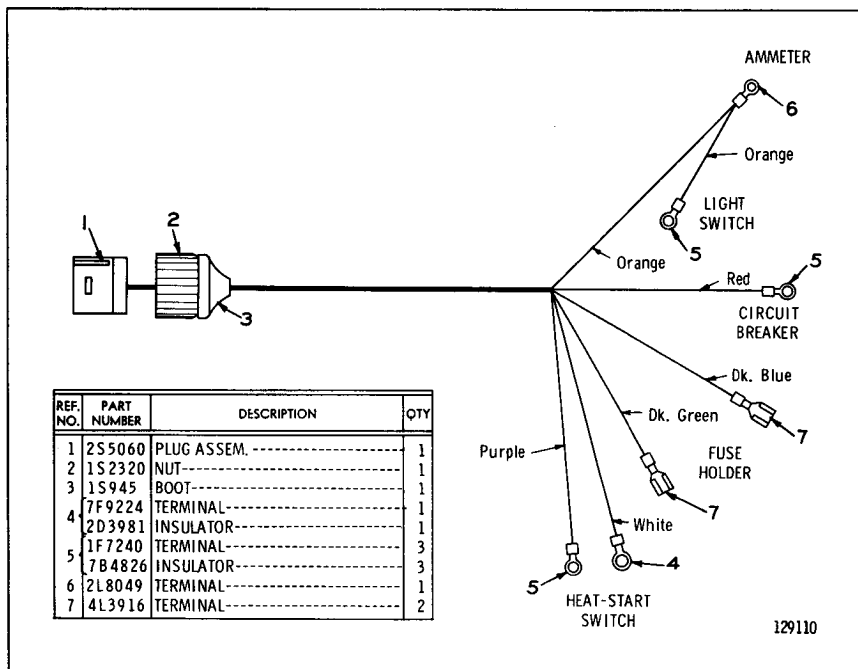 AMMETER
6
Orange
LIGHT
SWITCH
5
Orange
1
2
3
Red
5
CIRCUIT
BREAKER
Dk. Blue
7
Dk. Green
FUSE
HOLDER
7
Purple
White
5
4
HEAT-START
SWITCH
REF. NO. PART NUMBER DESCRIPTION QTY
1 2S5060 PLUG ASSEM. 1
2 1S2320 NUT 1
3 1S945 BOOT 1
4 7F9224 TERMINAL 1
2D3981 INSULATOR 1
5 1F7240 TERMINAL 3
7B4826 INSULATOR 3
6 2L8049 TERMINAL 1
7 4L3916 TERMINAL 2
129110